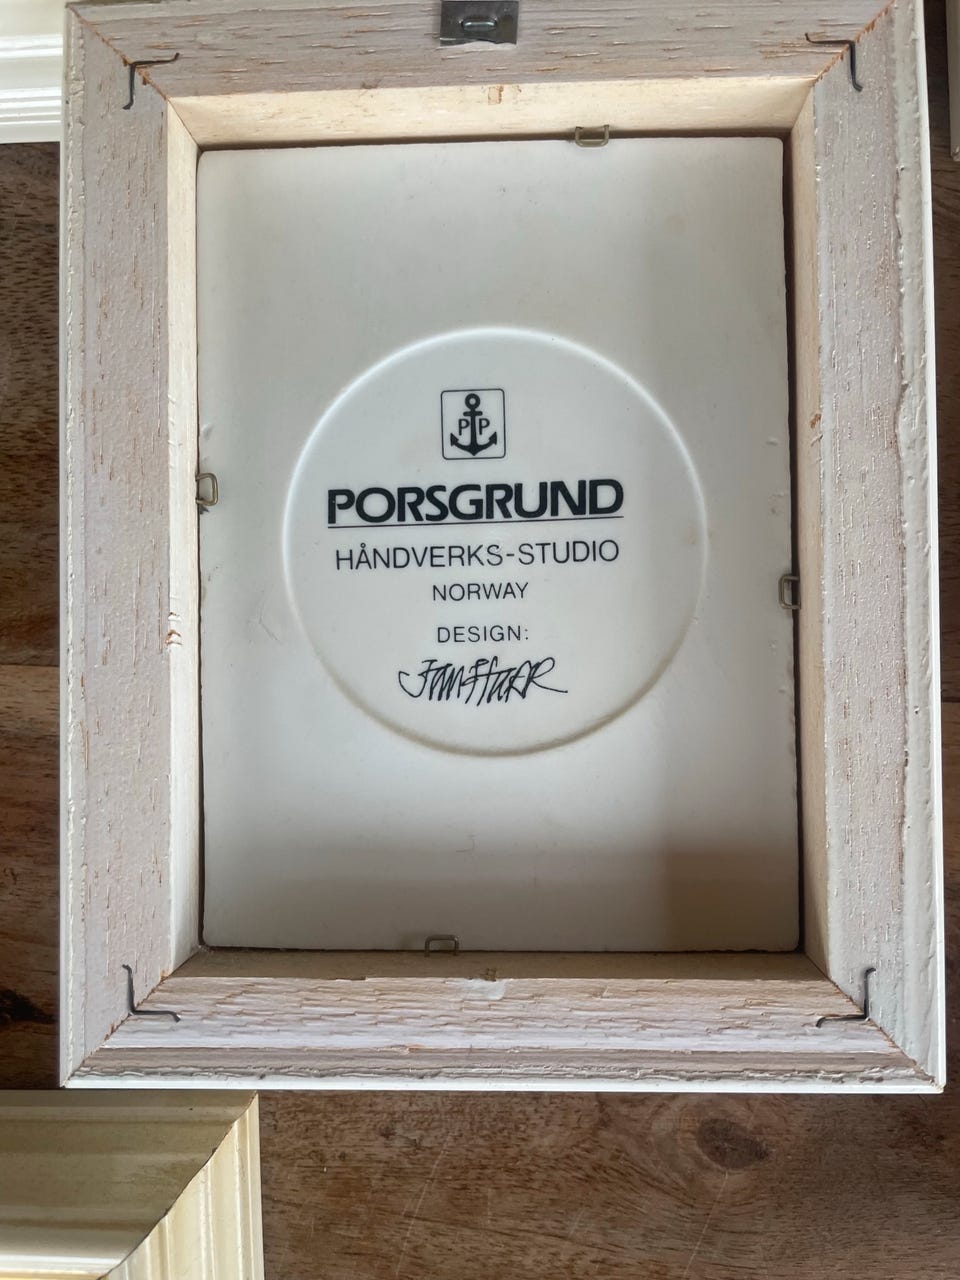 PP
PORSGRUND
HÅNDVERKS-STUDIO
NORWAY
DESIGN: